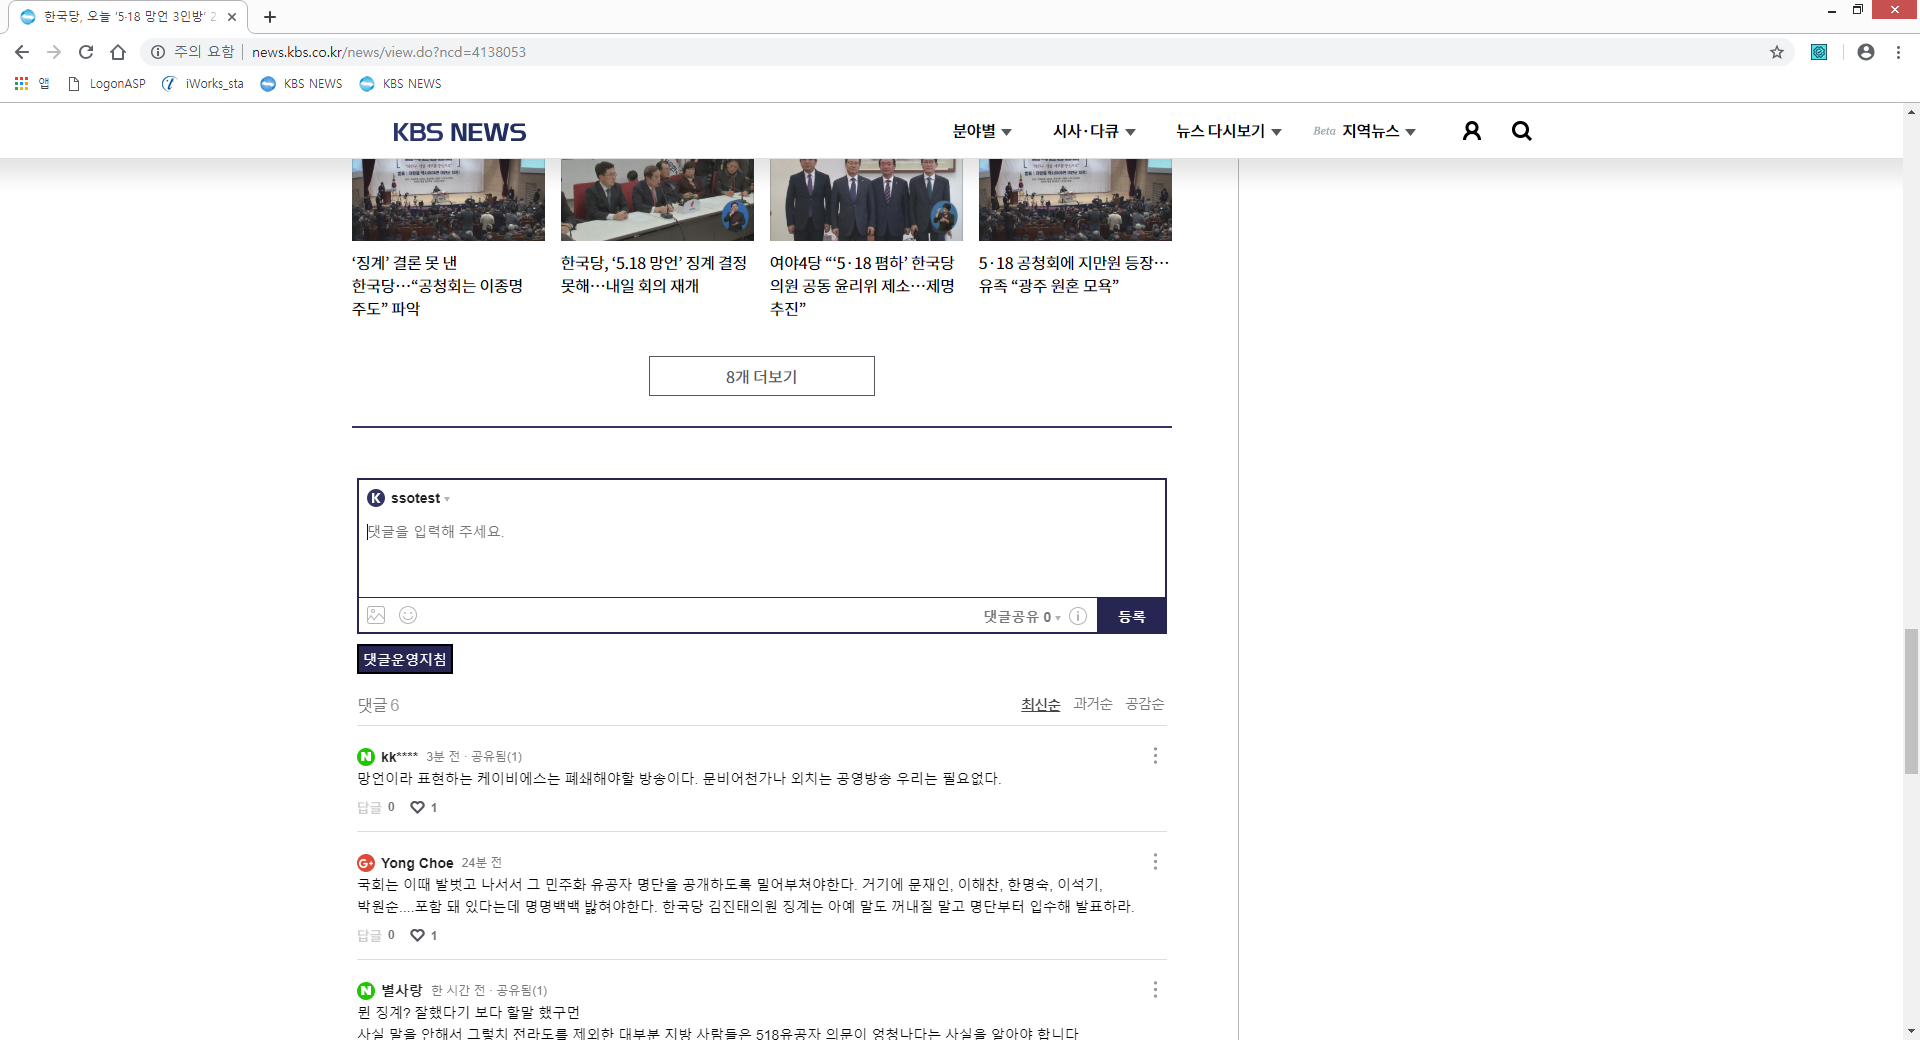 한국당, 오늘 '5·18 망언 3인방' 2
주의 요함 news.kbs.co.kr/news/view.do?ncd=4138053
앱 LogonASP iWorks_sta KBS NEWS KBS NEWS
KBS NEWS 분야별 시사·다큐 뉴스 다시보기 Beta 지역뉴스
‘징계’ 결론 못 낸
한국당…“공청회는 이종명
주도” 파악
한국당, ‘5.18 망언’ 징계 결정
못해…내일 회의 재개
여야4당 “‘5·18 폄하’ 한국당
의원 공동 윤리위 제소…제명
추진”
5·18 공청회에 지만원 등장…
유족 “광주 원혼 모욕”
8개 더보기
K ssotest
댓글을 입력해 주세요.
댓글공유 0 등록
댓글운영지침
댓글 6 최신순 과거순 공감순
N kk**** 3분 전 · 공유됨(1)
망언이라 표현하는 케이비에스는 폐쇄해야할 방송이다. 문비어천가나 외치는 공영방송 우리는 필요없다.
답글 0 1
G+ Yong Choe 24분 전
국회는 이때 발벗고 나서서 그 민주화 유공자 명단을 공개하도록 밀어부쳐야한다. 거기에 문재인, 이해찬, 한명숙, 이석기,
박원순....포함 돼 있다는데 명명백백 밣혀야한다. 한국당 김진태의원 징계는 아예 말도 꺼내질 말고 명단부터 입수해 발표하라.
답글 0 1
N 별사랑 한 시간 전 · 공유됨(1)
뭔 징계? 잘했다기 보다 할말 했구먼
사실 말을 안해서 그렇치 전라도를 제외한 대부분 지방 사람들은 518유공자 의문이 엉청나다는 사실을 알아야 합니다